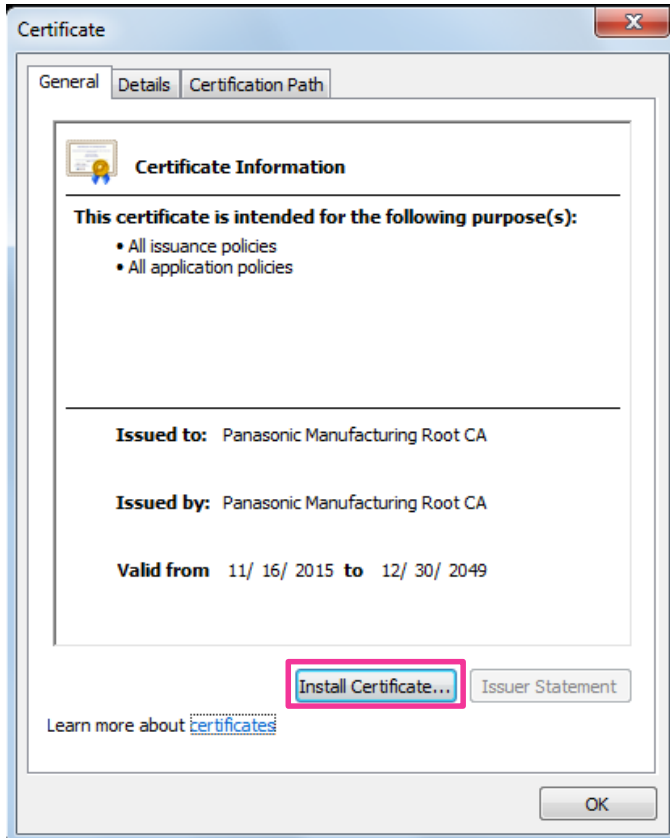 Certificate
General Details Certification Path
Certificate Information
This certificate is intended for the following purpose(s):
• All issuance policies
• All application policies
Issued to: Panasonic Manufacturing Root CA
Issued by: Panasonic Manufacturing Root CA
Valid from 11/ 16/ 2015 to 12/ 30/ 2049
Install Certificate... Issuer Statement
Learn more about certificates
OK